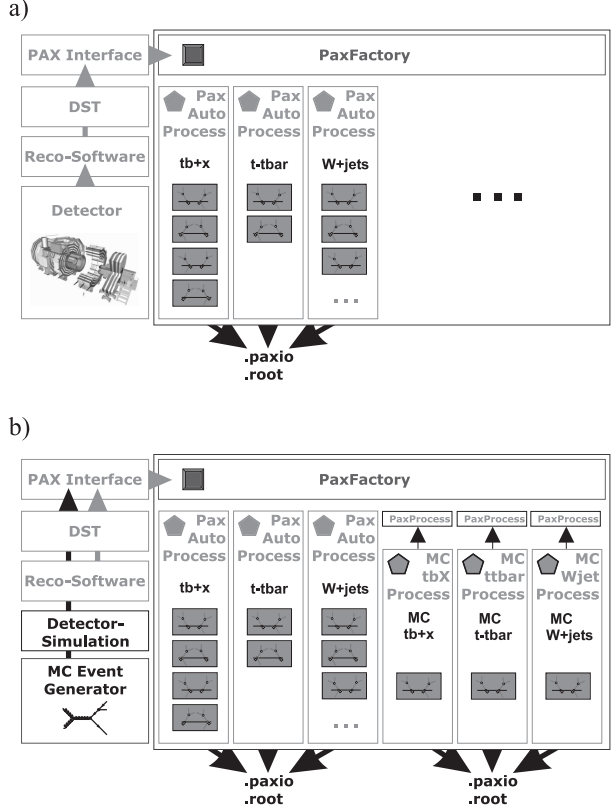 a)
PAX Interface
PaxFactory
DST
Reco-Software
Detector
Pax
Auto
Process
tb+x
Pax
Auto
Process
t-tbar
Pax
Auto
Process
W+jets
.paxio
.root
b)
PAX Interface
PaxFactory
DST
Reco-Software
Detector-
Simulation
MC Event
Generator
Pax
Auto
Process
tb+x
Pax
Auto
Process
t-tbar
Pax
Auto
Process
W+jets
PaxProcess
MC
tbX
Process
MC
tb+x
PaxProcess
MC
ttbar
Process
MC
t-tbar
PaxProcess
MC
Wjet
Process
MC
W+jets
.paxio
.root
.paxio
.root